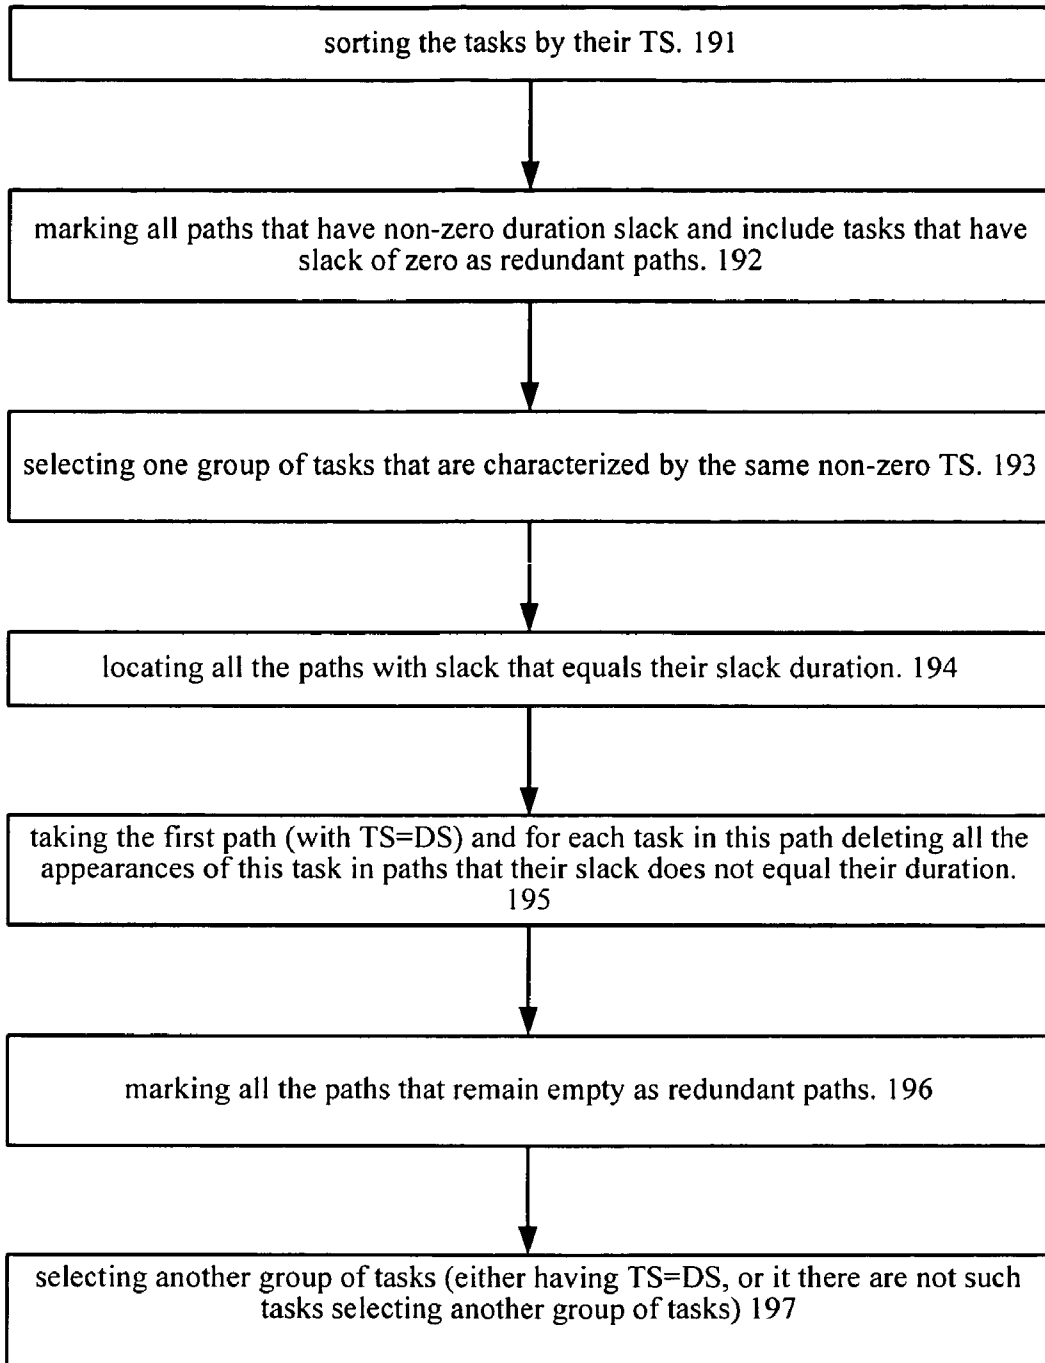 sorting the tasks by their TS. 191
marking all paths that have non-zero duration slack and include tasks that have
slack of zero as redundant paths. 192
selecting one group of tasks that are characterized by the same non-zero TS. 193
locating all the paths with slack that equals their slack duration. 194
taking the first path (with TS=DS) and for each task in this path deleting all the
appearances of this task in paths that their slack does not equal their duration.
195
marking all the paths that remain empty as redundant paths. 196
selecting another group of tasks (either having TS=DS, or it there are not such
tasks selecting another group of tasks) 197